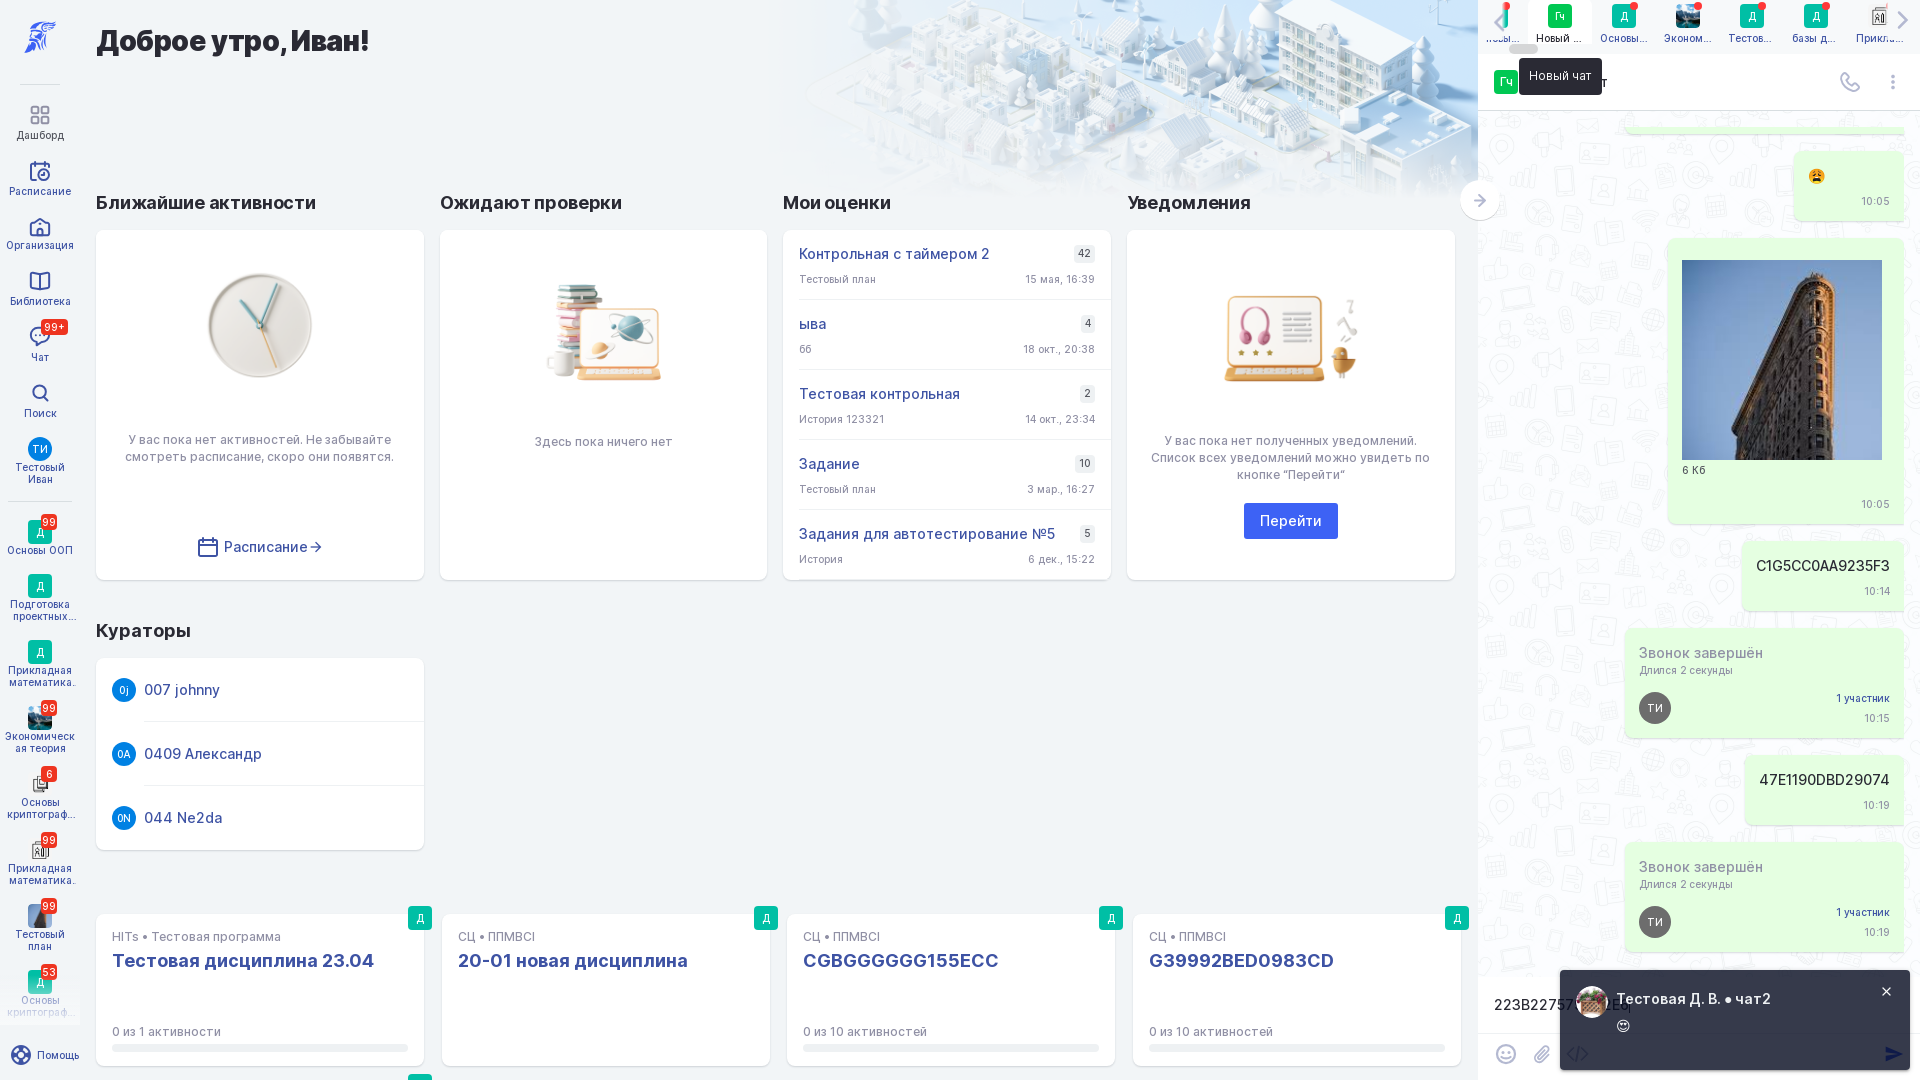 Доброе утро, Иван!
Дашборд
Расписание
Организация
Библиотека
99+
Чат
Поиск
ТИ
Тестовый
Иван
99
Д
Основы ООП
Д
Подготовка
проектных...
Д
Прикладная
математика.
99
Экономическ
ая теория
6
Основы
криптограф...
99
Прикладная
математика.
99
Тестовый
план
53
Д
Основы
криптограф...
Помощь
Ближайшие активности
У вас пока нет активностей. Не забывайте
смотреть расписание, скоро они появятся.
Расписание
Ожидают проверки
Здесь пока ничего нет
Мои оценки
Контрольная с таймером 2
42
Тестовый план
15 мая, 16:39
ыва
4
бб
18 окт., 20:38
Тестовая контрольная
2
История 123321
14 окт., 23:34
Задание
10
Тестовый план
3 мар., 16:27
Задания для автотестирование №5
5
История
6 дек., 15:22
Уведомления
У вас пока нет полученных уведомлений.
Список всех уведомлений можно увидеть по
кнопке “Перейти”
Перейти
Кураторы
0j
007 johnny
0А
0409 Александр
0N
044 Ne2da
Д
HITs • Тестовая программа
Тестовая дисциплина 23.04
0 из 1 активности
Д
СЦ • ППМВСI
20-01 новая дисциплина
Д
СЦ • ППМВСI
CGBGGGGGG155ECC
0 из 10 активностей
Д
СЦ • ППМВСI
G39992BED0983CD
0 из 10 активностей
Гч
Новый ...
Д
Основы...
Эконом...
Д
Тестов...
Д
базы д...
Гч
Новый чат
10:05
6 Кб
10:05
C1G5CC0AA9235F3
10:14
Звонок завершён
Длился 2 секунды
ТИ
1 участник
10:15
47E1190DBD29074
10:19
Звонок завершён
Длился 2 секунды
ТИ
1 участник
10:19
Тестовая Д. В. ● чат2